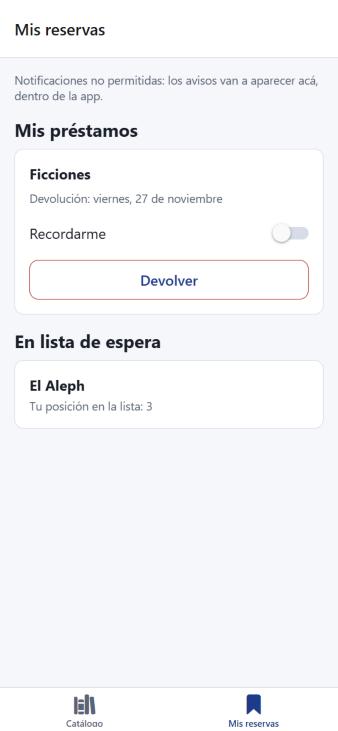 Mis reservas
Notificaciones no permitidas: los avisos van a aparecer acá,
dentro de la app.
Mis préstamos
Ficciones
Devolución: viernes, 27 de noviembre
Recordarme
Devolver
En lista de espera
El Aleph
Tu posición en la lista: 3
Catálogo
Mis reservas